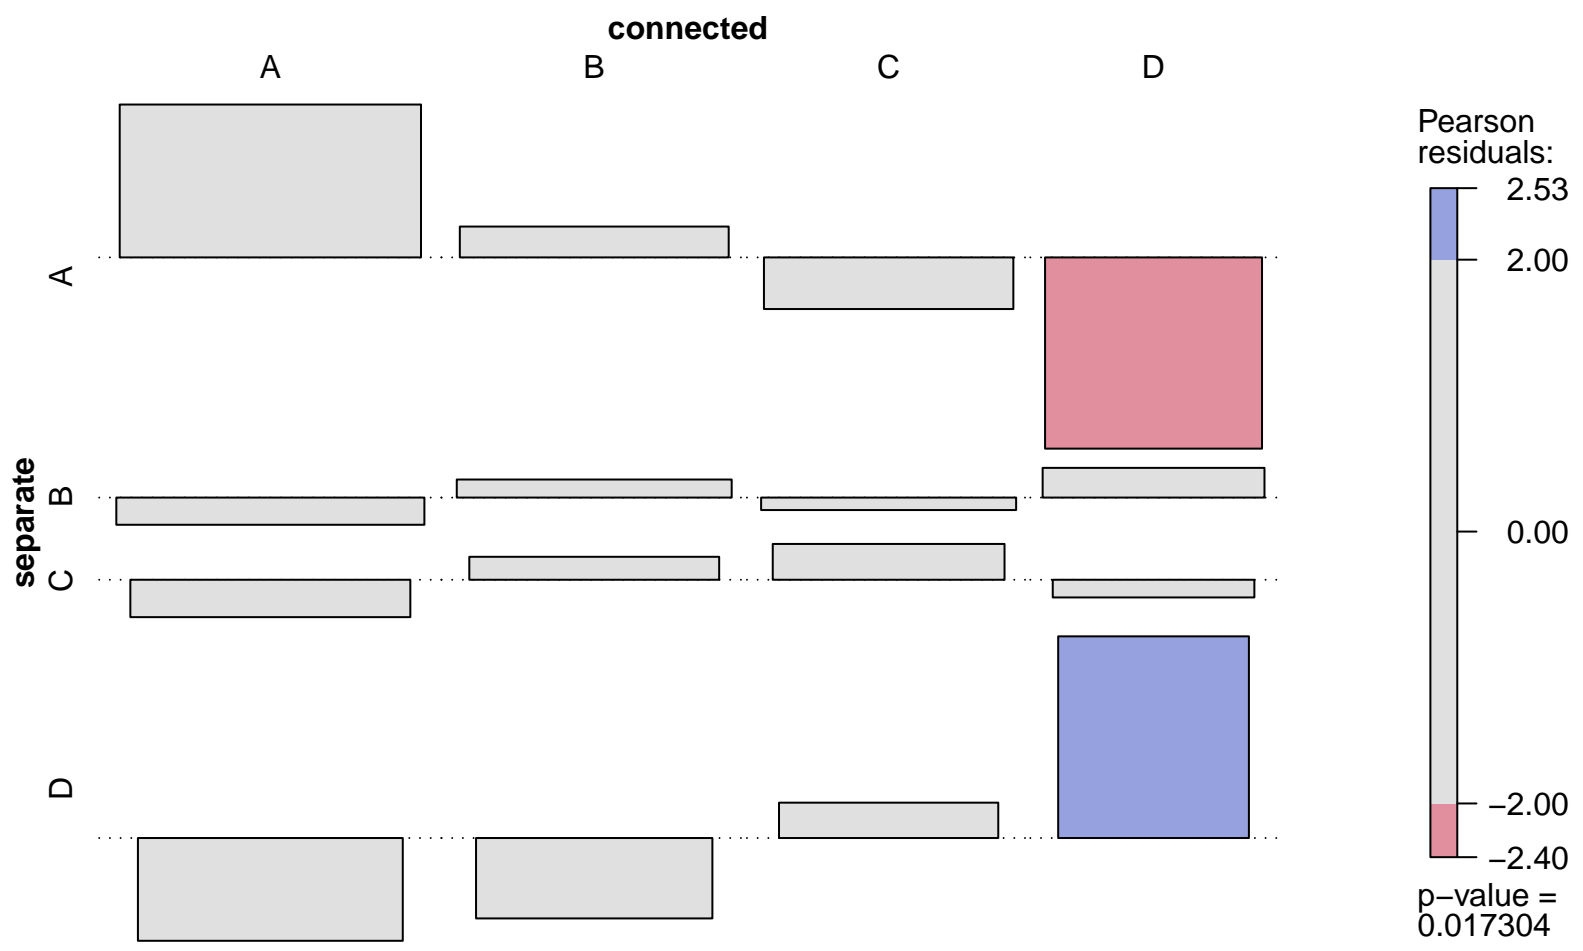 connected
A B C D
separate
A
B
C
D
Pearson
residuals:
2.53
2.00
0.00
−2.00
−2.40
p−value =
0.017304